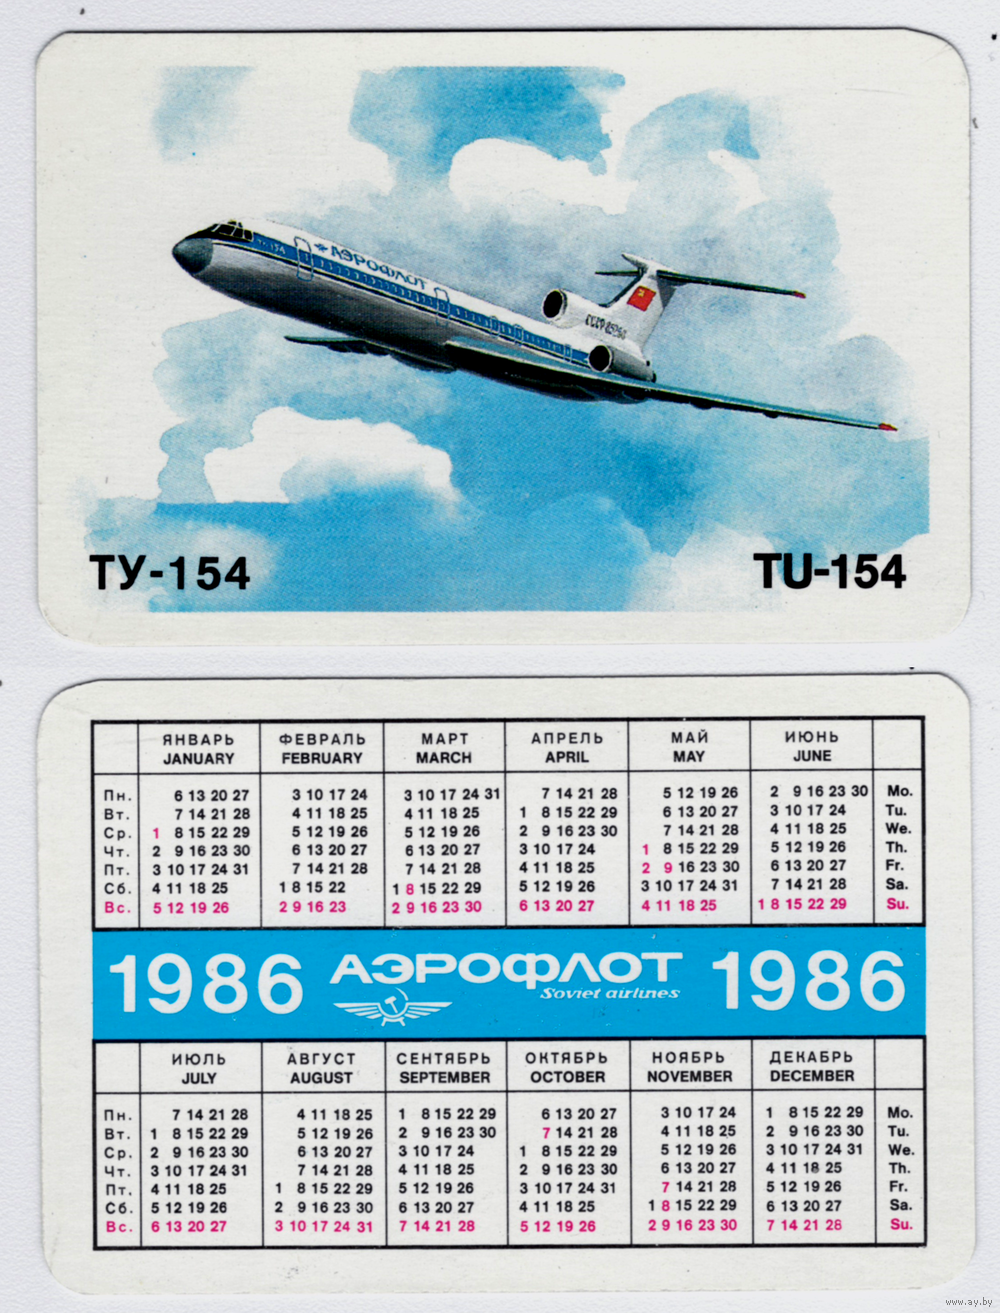 ТУ-154
АЭРОФЛОТ
ТУ-154
TU-154
ЯНВАРЬ ФЕВРАЛЬ МАРТ АПРЕЛЬ МАЙ ИЮНЬ
JANUARY FEBRUARY MARCH APRIL MAY JUNE
Пн. 6 13 20 27 3 10 17 24 3 10 17 24 31 7 14 21 28 5 12 19 26 2 9 16 23 30 Mo.
Вт. 7 14 21 28 4 11 18 25 4 11 18 25 1 8 15 22 29 6 13 20 27 3 10 17 24 Tu.
Ср. 1 8 15 22 29 5 12 19 26 5 12 19 26 2 9 16 23 30 7 14 21 28 4 11 18 25 We.
Чт. 2 9 16 23 30 6 13 20 27 6 13 20 27 3 10 17 24 1 8 15 22 29 5 12 19 26 Th.
Пт. 3 10 17 24 31 7 14 21 28 7 14 21 28 4 11 18 25 2 9 16 23 30 6 13 20 27 Fr.
Сб. 4 11 18 25 1 8 15 22 1 8 15 22 29 5 12 19 26 3 10 17 24 31 7 14 21 28 Sa.
Вс. 5 12 19 26 2 9 16 23 2 9 16 23 30 6 13 20 27 4 11 18 25 1 8 15 22 29 Su.
1986 АЭРОФЛОТ 1986
Soviet airlines
ИЮЛЬ АВГУСТ СЕНТЯБРЬ ОКТЯБРЬ НОЯБРЬ ДЕКАБРЬ
JULY AUGUST SEPTEMBER OCTOBER NOVEMBER DECEMBER
Пн. 7 14 21 28 4 11 18 25 1 8 15 22 29 6 13 20 27 3 10 17 24 1 8 15 22 29 Mo.
Вт. 1 8 15 22 29 5 12 19 26 2 9 16 23 30 7 14 21 28 4 11 18 25 2 9 16 23 30 Tu.
Ср. 2 9 16 23 30 6 13 20 27 3 10 17 24 1 8 15 22 29 5 12 19 26 3 10 17 24 31 We.
Чт. 3 10 17 24 31 7 14 21 28 4 11 18 25 2 9 16 23 30 6 13 20 27 4 11 18 25 Th.
Пт. 4 11 18 25 1 8 15 22 29 5 12 19 26 3 10 17 24 31 7 14 21 28 5 12 19 26 Fr.
Сб. 5 12 19 26 2 9 16 23 30 6 13 20 27 4 11 18 25 1 8 15 22 29 6 13 20 27 Sa.
Вс. 6 13 20 27 3 10 17 24 31 7 14 21 28 5 12 19 26 2 9 16 23 30 7 14 21 28 Su.
www.ay.by